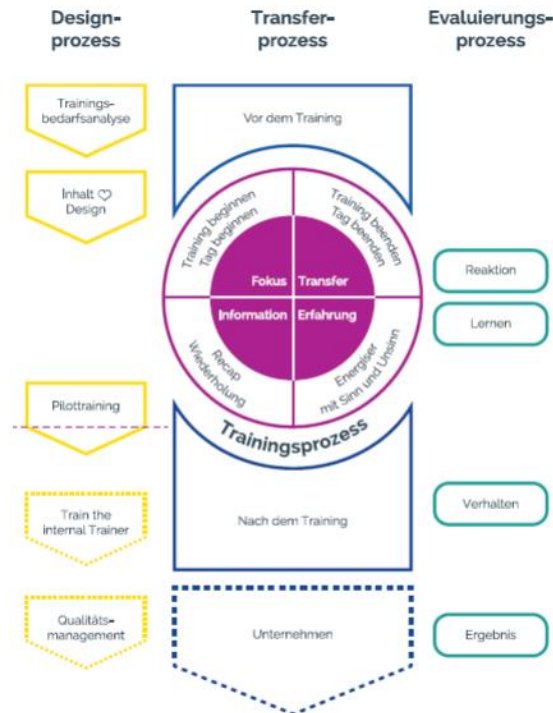 Design-
prozess
Transfer-
prozess
Evaluierungs-
prozess
Trainings-
bedarfsanalyse
Vor dem Training
Inhalt ♡
Design
Training beginnen
Tag beginnen
Training beenden
Tag beenden
Fokus
Transfer
Information
Erfahrung
Recap
Wiederholung
Energiser
mit Sinn und Unsinn
Trainingsprozess
Reaktion
Lernen
Pilottraining
Train the
internal Trainer
Nach dem Training
Verhalten
Qualitäts-
management
Unternehmen
Ergebnis